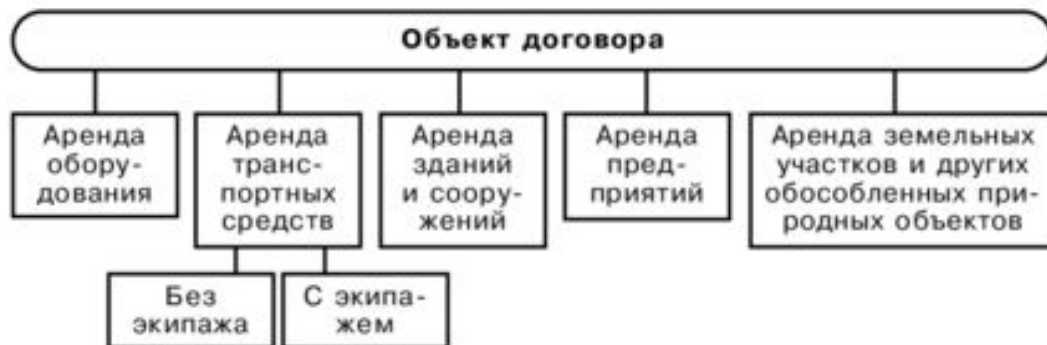 Объект договора
Аренда
обору-
дования
Аренда
транс-
портных
средств
Аренда
зданий
и соору-
жений
Аренда
пред-
приятий
Аренда земельных
участков и других
обособленных при-
родных объектов
Без
экипажа
С экипа-
жем